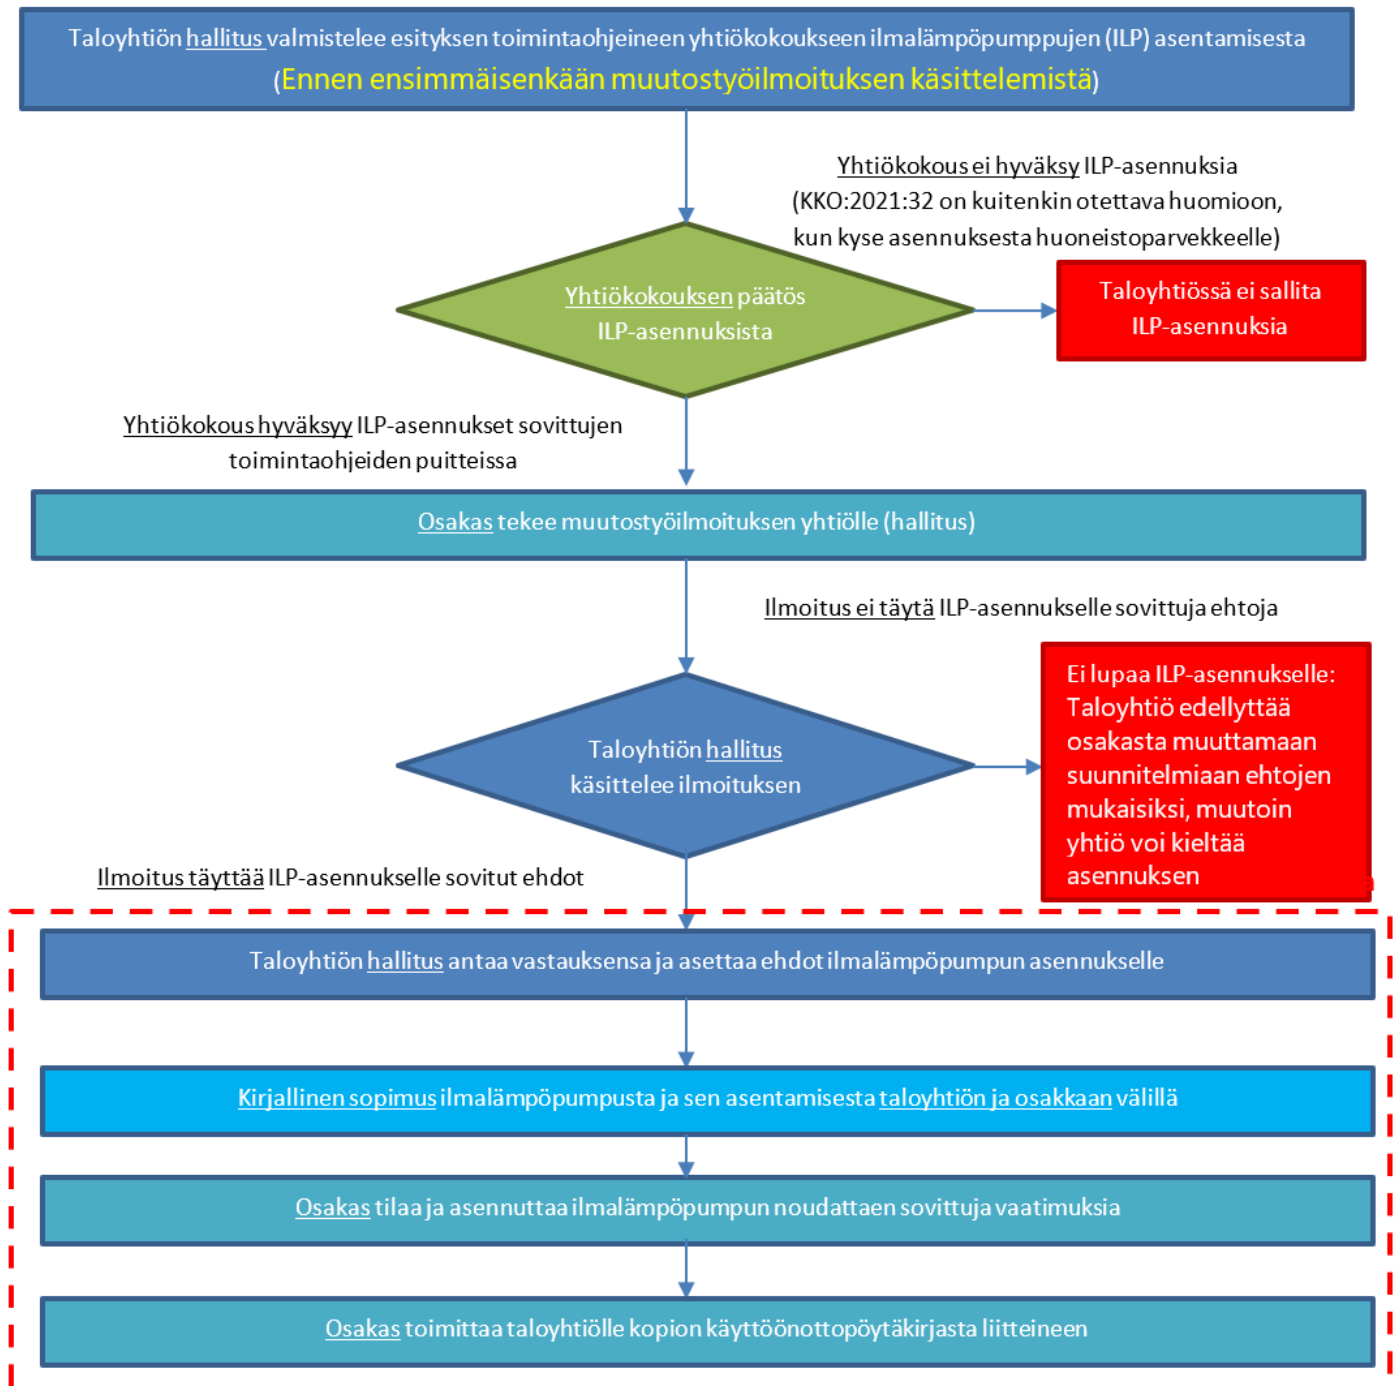 Taloyhtiön hallitus valmistelee esityksen toimintaohjeineen yhtiökokoukseen ilmalämpöpumppujen (ILP) asentamisesta
(Ennen ensimmäisenkään muutostyöilmoituksen käsittelemistä)
Yhtiökokous ei hyväksy ILP-asennuksia
(KKO:2021:32 on kuitenkin otettava huomioon,
kun kyse asennuksesta huoneistoparvekkeelle)
Yhtiökokouksen päätös
ILP-asennuksista
Taloyhtiössä ei sallita
ILP-asennuksia
Yhtiökokous hyväksyy ILP-asennukset sovittujen
toimintaohjeiden puitteissa
Osakas tekee muutostyöilmoituksen yhtiölle (hallitus)
Ilmoitus ei täytä ILP-asennukselle sovittuja ehtoja
Taloyhtiön hallitus
käsittelee ilmoituksen
Ei lupaa ILP-asennukselle:
Taloyhtiö edellyttää
osakasta muuttamaan
suunnitelmiaan ehtojen
mukaisiksi, muutoin
yhtiö voi kieltää
asennuksen
Ilmoitus täyttää ILP-asennukselle sovitut ehdot
Taloyhtiön hallitus antaa vastauksensa ja asettaa ehdot ilmalämpöpumpun asennukselle
Kirjallinen sopimus ilmalämpöpumpusta ja sen asentamisesta taloyhtiön ja osakkaan välillä
Osakas tilaa ja asennuttaa ilmalämpöpumpun noudattaen sovittuja vaatimuksia
Osakas toimittaa taloyhtiölle kopion käyttöönottopöytäkirjasta liitteineen